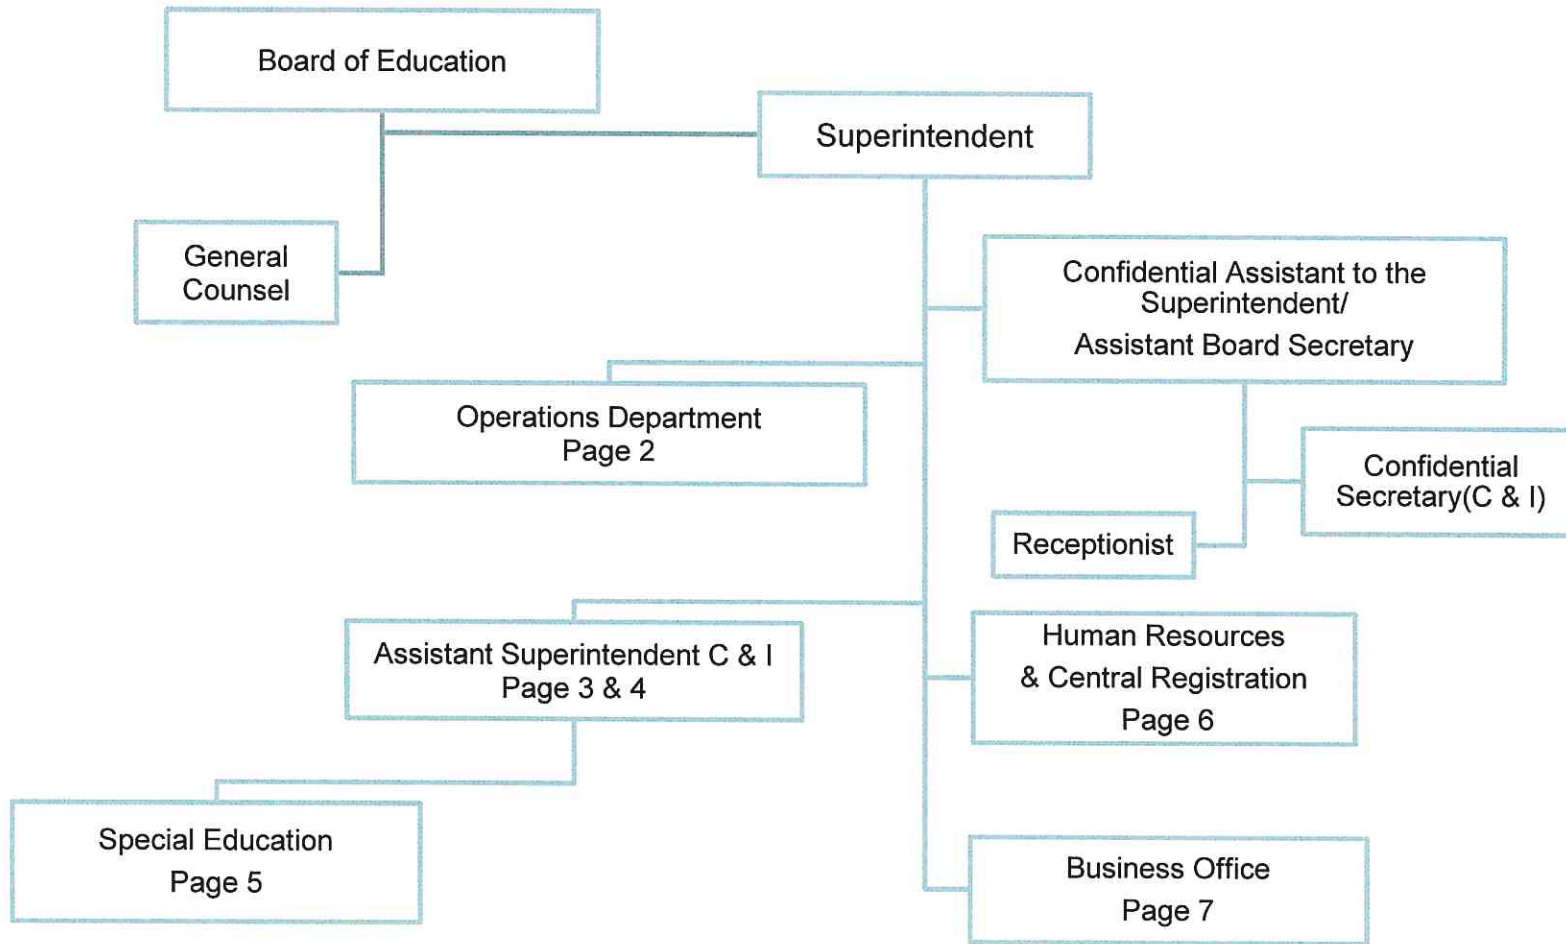 Board of Education
Superintendent
General
Counsel
Confidential Assistant to the
Superintendent/
Assistant Board Secretary
Operations Department
Page 2
Confidential
Secretary(C & I)
Receptionist
Assistant Superintendent C & I
Page 3 & 4
Human Resources
& Central Registration
Page 6
Special Education
Page 5
Business Office
Page 7